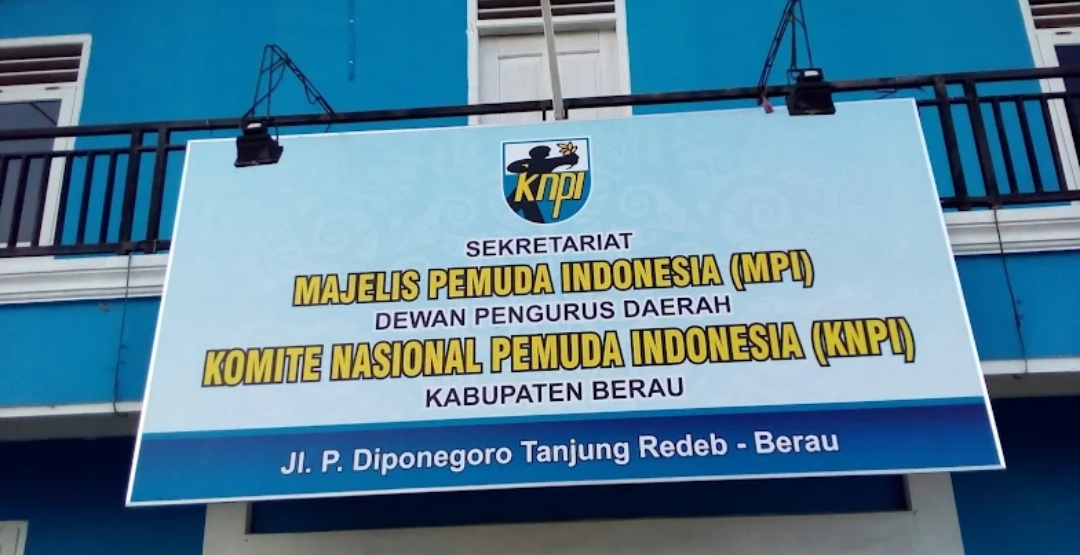 KNPI
SEKRETARIAT
MAJELIS PEMUDA INDONESIA (MPI)
DEWAN PENGURUS DAERAH
KOMITE NASIONAL PEMUDA INDONESIA (KNPI)
KABUPATEN BERAU
Jl. P. Diponegoro Tanjung Redeb - Berau